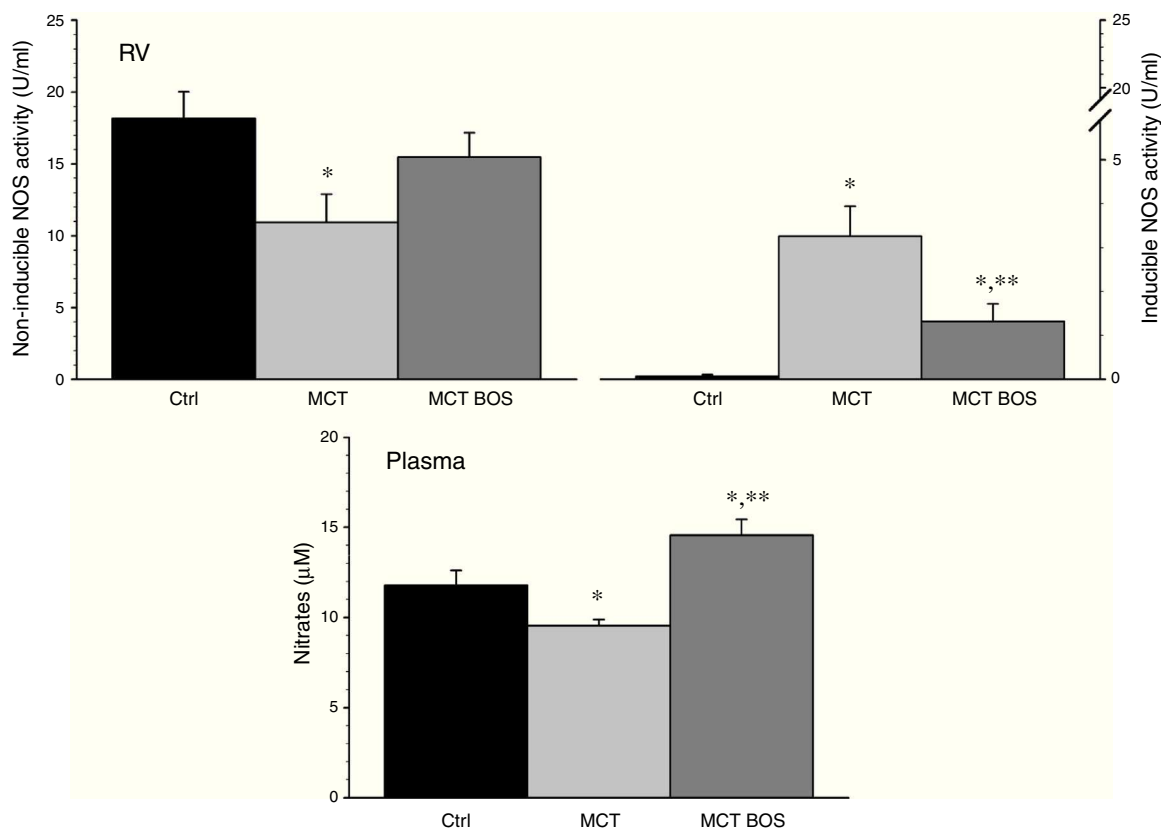 RV
Non-inducible NOS activity (U/ml)
25
20
15
10
5
0
*
Ctrl
MCT
MCT BOS
Inducible NOS activity (U/ml)
25
20
5
0
*
*,**
Ctrl
MCT
MCT BOS
Plasma
Nitrates (μM)
20
15
10
5
0
*
*,**
Ctrl
MCT
MCT BOS